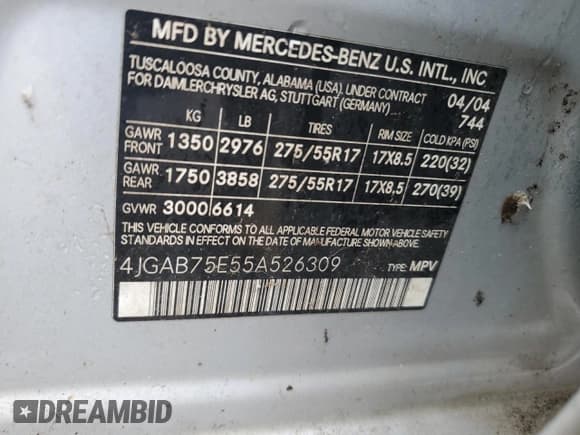 MFD BY MERCEDES-BENZ U.S. INTL., INC
TUSCALOOSA COUNTY, ALABAMA (USA), UNDER CONTRACT 04/04
FOR DAIMLERCHRYSLER AG, STUTTGART (GERMANY) 744
KG LB TIRES RIM SIZE COLD KPA (PSI)
GAWR FRONT 1350 2976 275/55R17 17X8.5 220(32)
GAWR REAR 1750 3858 275/55R17 17X8.5 270(39)
GVWR 3000 6614
THIS VEHICLE CONFORMS TO ALL APPLICABLE FEDERAL MOTOR VEHICLE SAFETY
STANDARDS IN EFFECT ON THE DATE OF MANUFACTURE SHOWN ABOVE.
4JGAB75E55A526309 TYPE: MPV
DREAMBID